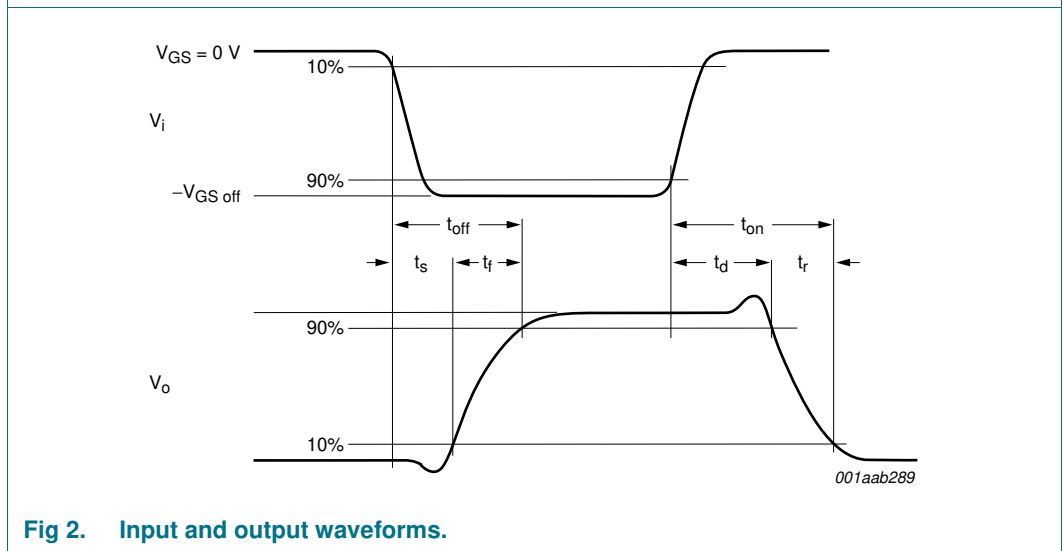 V_GS = 0 V
10%
V_i
90%
−V_GS off
t_off
t_on
t_s
t_f
t_d
t_r
90%
V_o
10%
001aab289
Fig 2. Input and output waveforms.